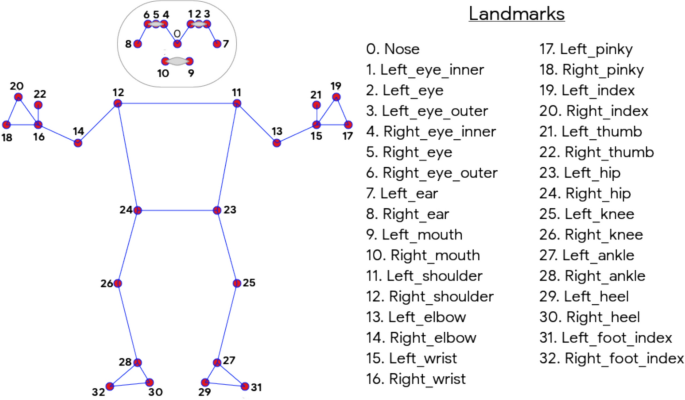 Landmarks
6 5 4 1 2 3
0
8 7
10 9
20 22 12 11 21 19
18 16 14 13 15 17
24 23
26 25
28 27
32 30 29 31
0. Nose
1. Left_eye_inner
2. Left_eye
3. Left_eye_outer
4. Right_eye_inner
5. Right_eye
6. Right_eye_outer
7. Left_ear
8. Right_ear
9. Left_mouth
10. Right_mouth
11. Left_shoulder
12. Right_shoulder
13. Left_elbow
14. Right_elbow
15. Left_wrist
16. Right_wrist
17. Left_pinky
18. Right_pinky
19. Left_index
20. Right_index
21. Left_thumb
22. Right_thumb
23. Left_hip
24. Right_hip
25. Left_knee
26. Right_knee
27. Left_ankle
28. Right_ankle
29. Left_heel
30. Right_heel
31. Left_foot_index
32. Right_foot_index